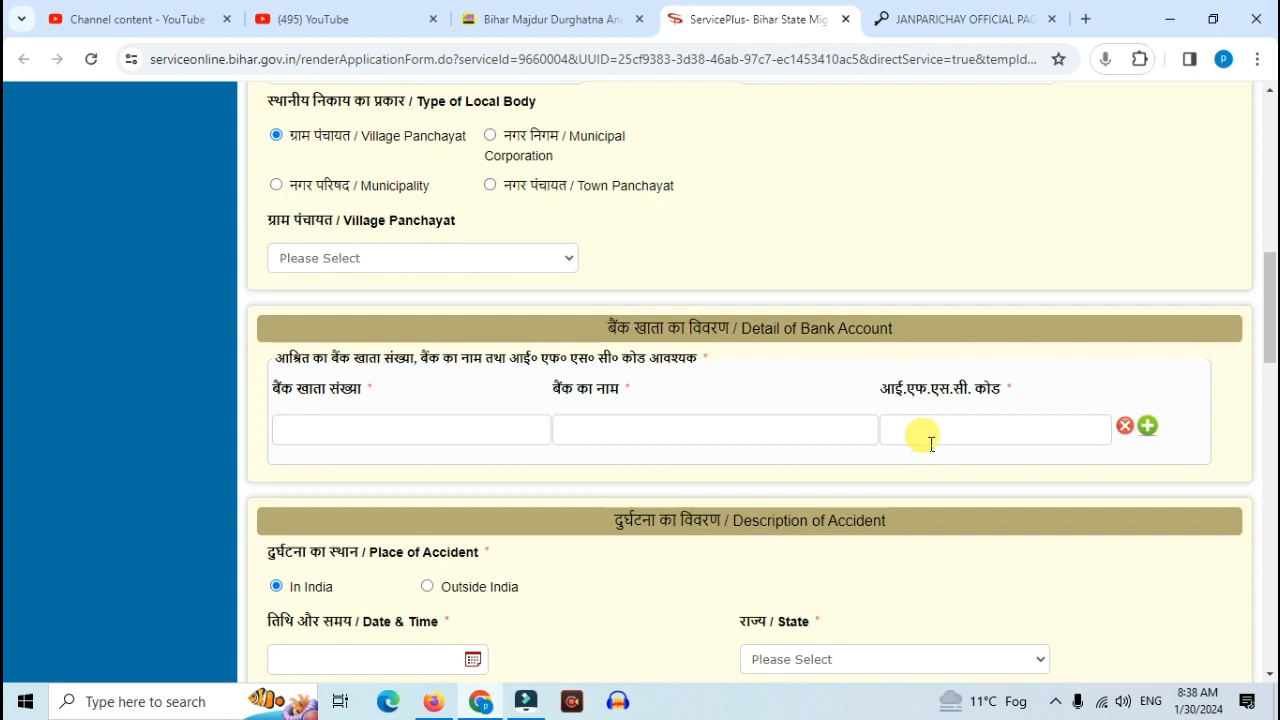 Channel content - YouTube
(495) YouTube
Bihar Majdur Durghatna An
ServicePlus- Bihar State Mig
JANPARICHAY OFFICIAL PAG
serviceonline.bihar.gov.in/renderApplicationForm.do?serviceId=9660004&UUID=25cf9383-3d38-46ab-97c7-ec1453410ac5&directService=true&tempId...
P
स्थानीय निकाय का प्रकार / Type of Local Body
ग्राम पंचायत / Village Panchayat
नगर निगम / Municipal
Corporation
नगर परिषद / Municipality
नगर पंचायत / Town Panchayat
ग्राम पंचायत / Village Panchayat
Please Select
बैंक खाता का विवरण / Detail of Bank Account
आश्रित का बैंक खाता संख्या, बैंक का नाम तथा आई० एफ० एस० सी० कोड आवश्यक *
बैंक खाता संख्या *
बैंक का नाम *
आई.एफ.एस.सी. कोड *
दुर्घटना का विवरण / Description of Accident
दुर्घटना का स्थान / Place of Accident *
In India
Outside India
तिथि और समय / Date & Time *
राज्य / State *
Please Select
Type here to search
11°C Fog
ENG
8:38 AM
1/30/2024